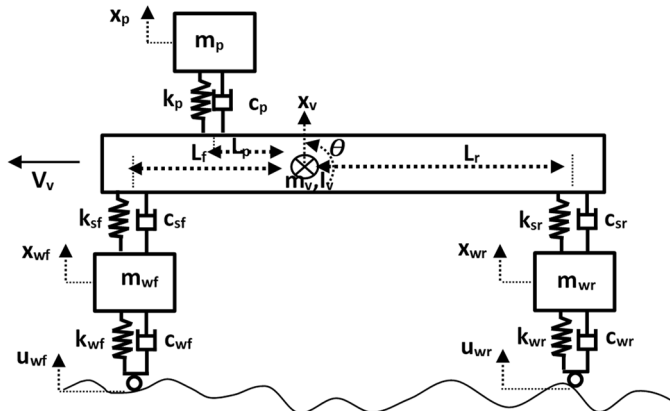 xp
mp
kp
cp
xv
Lf
Lp
θ
Lr
mv,Iv
Vv
ksf
csf
ksr
csr
xwf
mwf
xwr
mwr
kwf
cwf
kwr
cwr
uwf
uwr